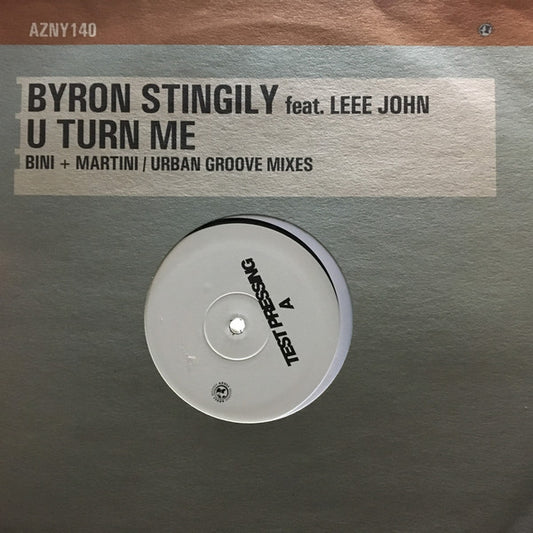 AZNY140
BYRON STINGILY feat. LEEE JOHN
U TURN ME
BINI + MARTINI / URBAN GROOVE MIXES
TEST PRESSING
A